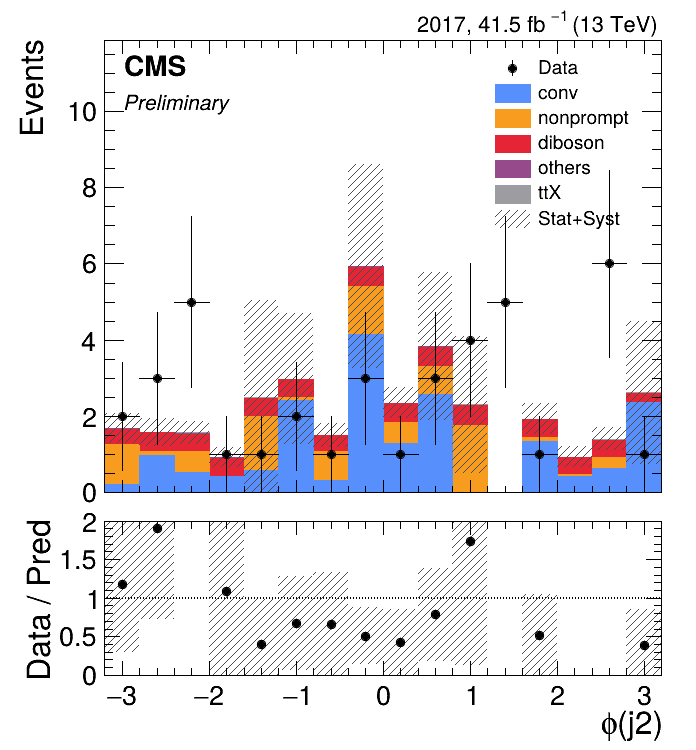 2017, 41.5 fb⁻¹ (13 TeV)
CMS
Preliminary
Events
10
8
6
4
2
0
Data
conv
nonprompt
diboson
others
ttX
Stat+Syst
Data / Pred
2
1.5
1
0.5
0
−3 −2 −1 0 1 2 3
ϕ(j2)